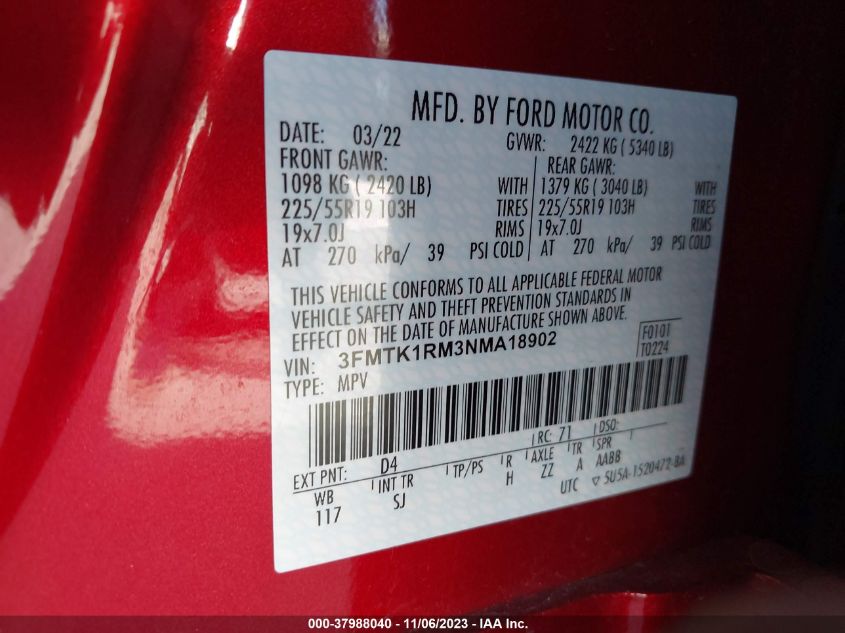 MFD. BY FORD MOTOR CO.
DATE: 03/22 GVWR: 2422 KG ( 5340 LB)
FRONT GAWR: REAR GAWR:
1098 KG ( 2420 LB) WITH 1379 KG ( 3040 LB) WITH
225/55R19 103H TIRES 225/55R19 103H TIRES
19x7.0J RIMS 19x7.0J RIMS
AT 270 kPa/ 39 PSI COLD AT 270 kPa/ 39 PSI COLD
THIS VEHICLE CONFORMS TO ALL APPLICABLE FEDERAL MOTOR
VEHICLE SAFETY AND THEFT PREVENTION STANDARDS IN
EFFECT ON THE DATE OF MANUFACTURE SHOWN ABOVE.
VIN: 3FMTK1RM3NMA18902 F0101
TYPE: MPV T0224
RC: 71 DSO:
EXT PNT: D4
WB INT TR TP/PS R AXLE TR SPR
117 SJ H ZZ A AABB
UTC ▽ 5U5A-1520472-BA
000-37988040 - 11/06/2023 - IAA Inc.